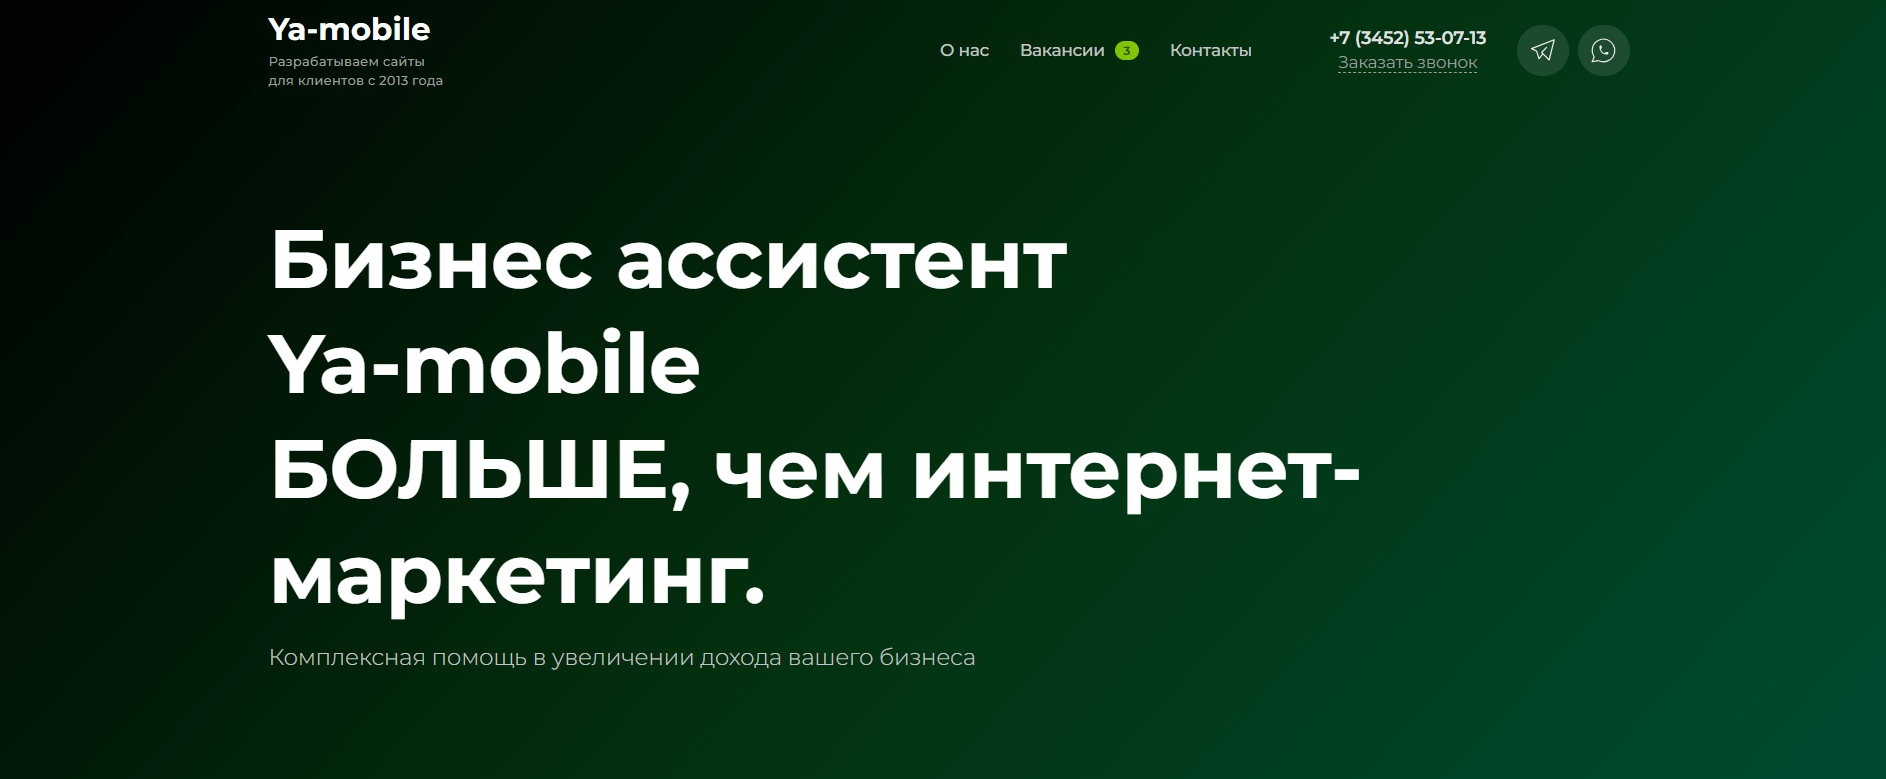 Ya-mobile
Разрабатываем сайты
для клиентов с 2013 года
О нас
Вакансии 3
Контакты
+7 (3452) 53-07-13
Заказать звонок
Бизнес ассистент
Ya-mobile
БОЛЬШЕ, чем интернет-
маркетинг.
Комплексная помощь в увеличении дохода вашего бизнеса